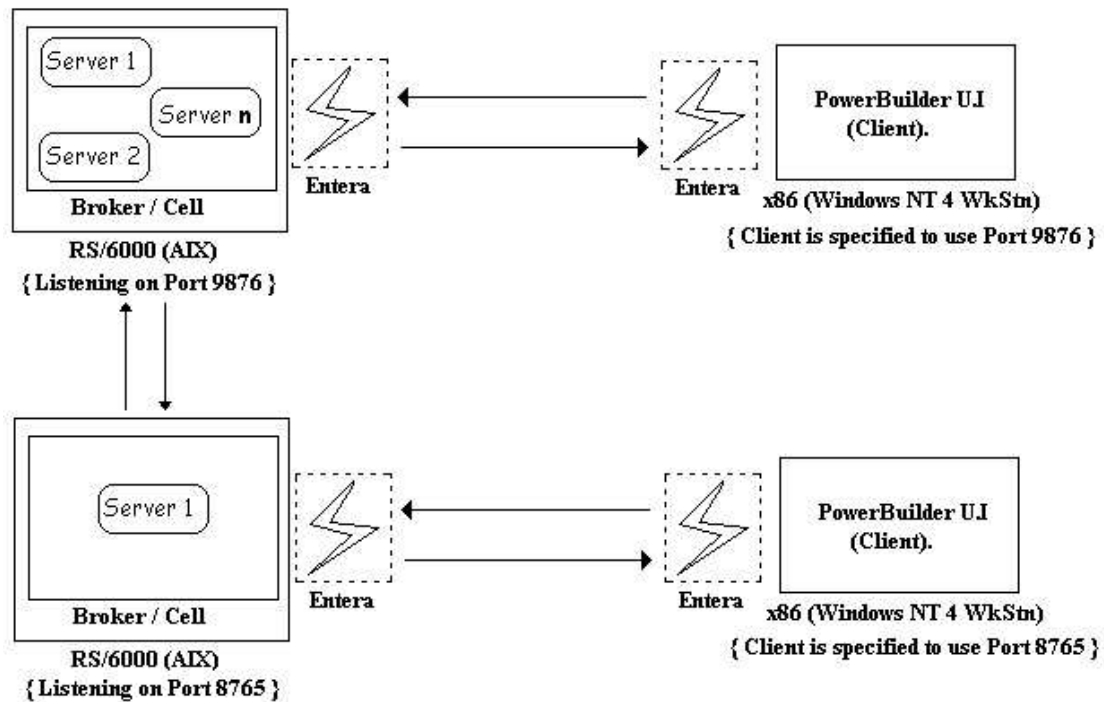 Server 1
Server n
Server 2
Broker / Cell
RS/6000 (AIX)
{ Listening on Port 9876 }
Entera
Entera
PowerBuilder U.I
(Client).
x86 (Windows NT 4 WkStn)
{ Client is specified to use Port 9876 }
Server 1
Broker / Cell
RS/6000 (AIX)
{ Listening on Port 8765 }
Entera
Entera
PowerBuilder U.I
(Client).
x86 (Windows NT 4 WkStn)
{ Client is specified to use Port 8765 }